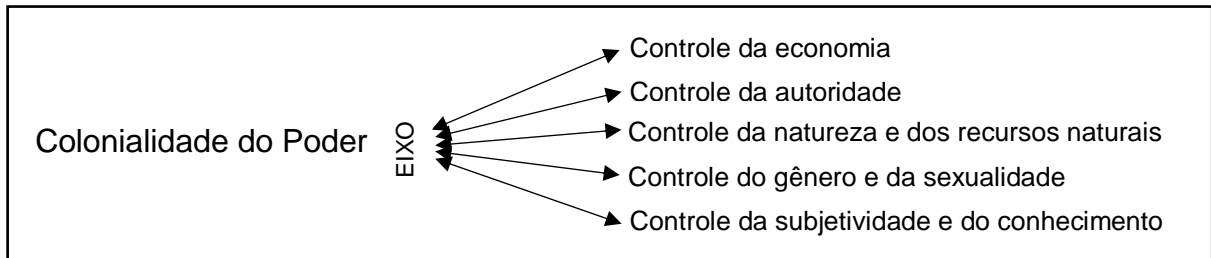 Controle da economia
Controle da autoridade
Colonialidade do Poder
EIXO
Controle da natureza e dos recursos naturais
Controle do gênero e da sexualidade
Controle da subjetividade e do conhecimento